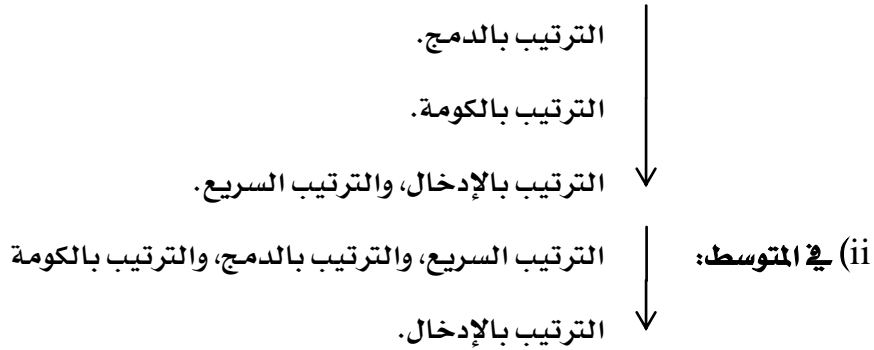 الترتيب بالدمج.
الترتيب بالكومة.
الترتيب بالإدخال، والترتيب السريع.
ii) في المتوسط: الترتيب السريع، والترتيب بالدمج، والترتيب بالكومة
الترتيب بالإدخال.